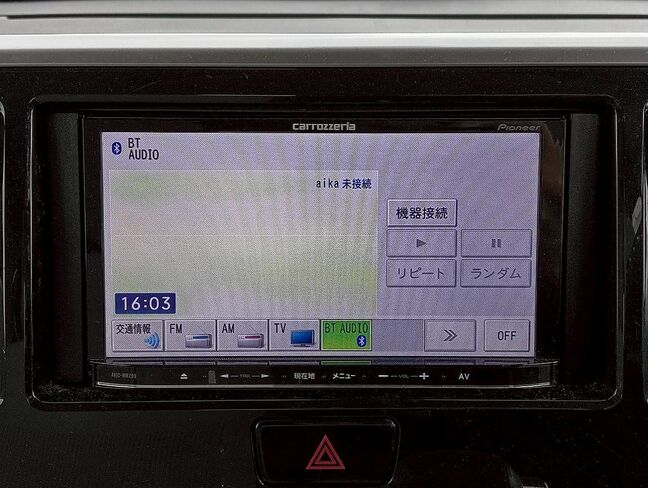 carrozzeria
Pioneer
BT
AUDIO
aika 未接続
機器接続
リピート
ランダム
16:03
交通情報
FM
AM
TV
BT AUDIO
OFF
TRK
現在地
メニュー
VOL
AV